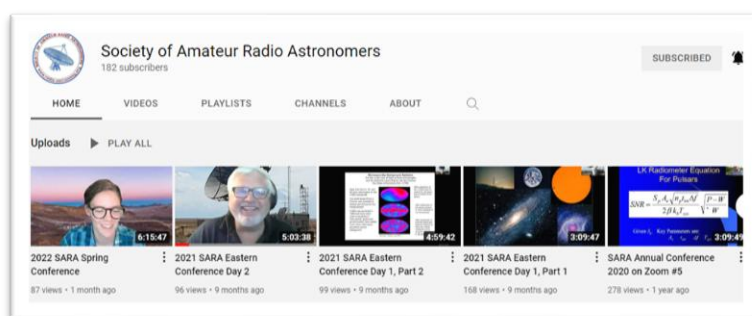 Society of Amateur Radio Astronomers
182 subscribers
SUBSCRIBED
HOME VIDEOS PLAYLISTS CHANNELS ABOUT
Uploads PLAY ALL
LK Radiometer Equation
For Pulsars
6:15:47
5:03:38
4:59:42
3:09:47
3:09:49
2022 SARA Spring
Conference
87 views • 1 month ago
2021 SARA Eastern
Conference Day 2
96 views • 9 months ago
2021 SARA Eastern
Conference Day 1, Part 2
99 views • 9 months ago
2021 SARA Eastern
Conference Day 1, Part 1
168 views • 9 months ago
SARA Annual Conference
2020 on Zoom #5
278 views • 1 year ago